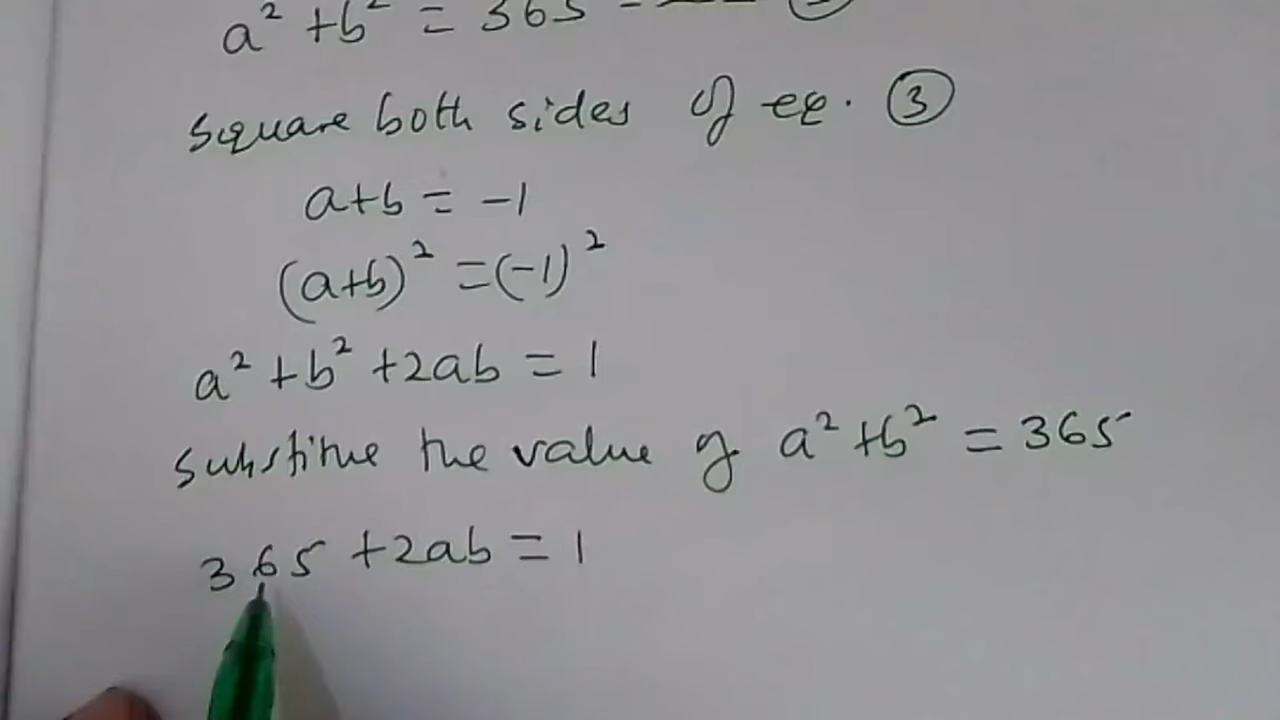 a² + b² = 365
square both sides of eq. ③
a+b = -1
(a+b)² = (-1)²
a² + b² + 2ab = 1
the value of a² + b² = 365
365 + 2ab = 1